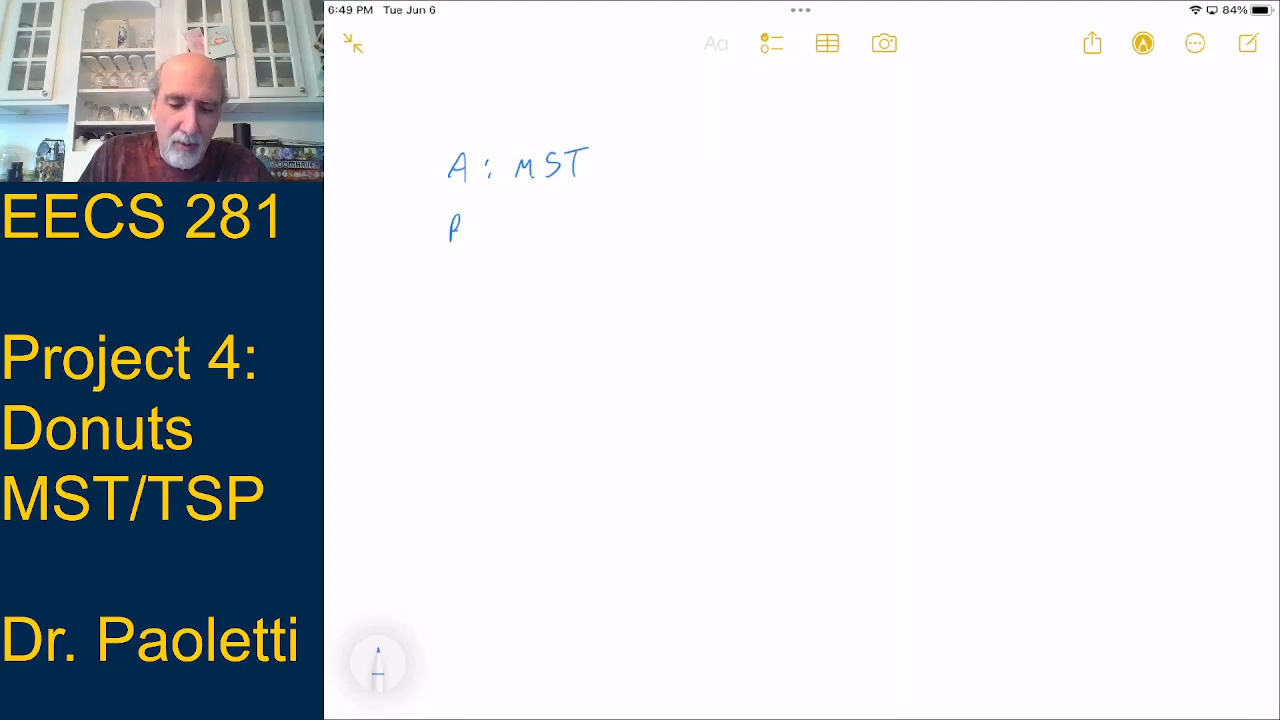 6:49 PM Tue Jun 6
84%
Aa
A: MST
EECS 281
Project 4:
Donuts
MST/TSP
Dr. Paoletti